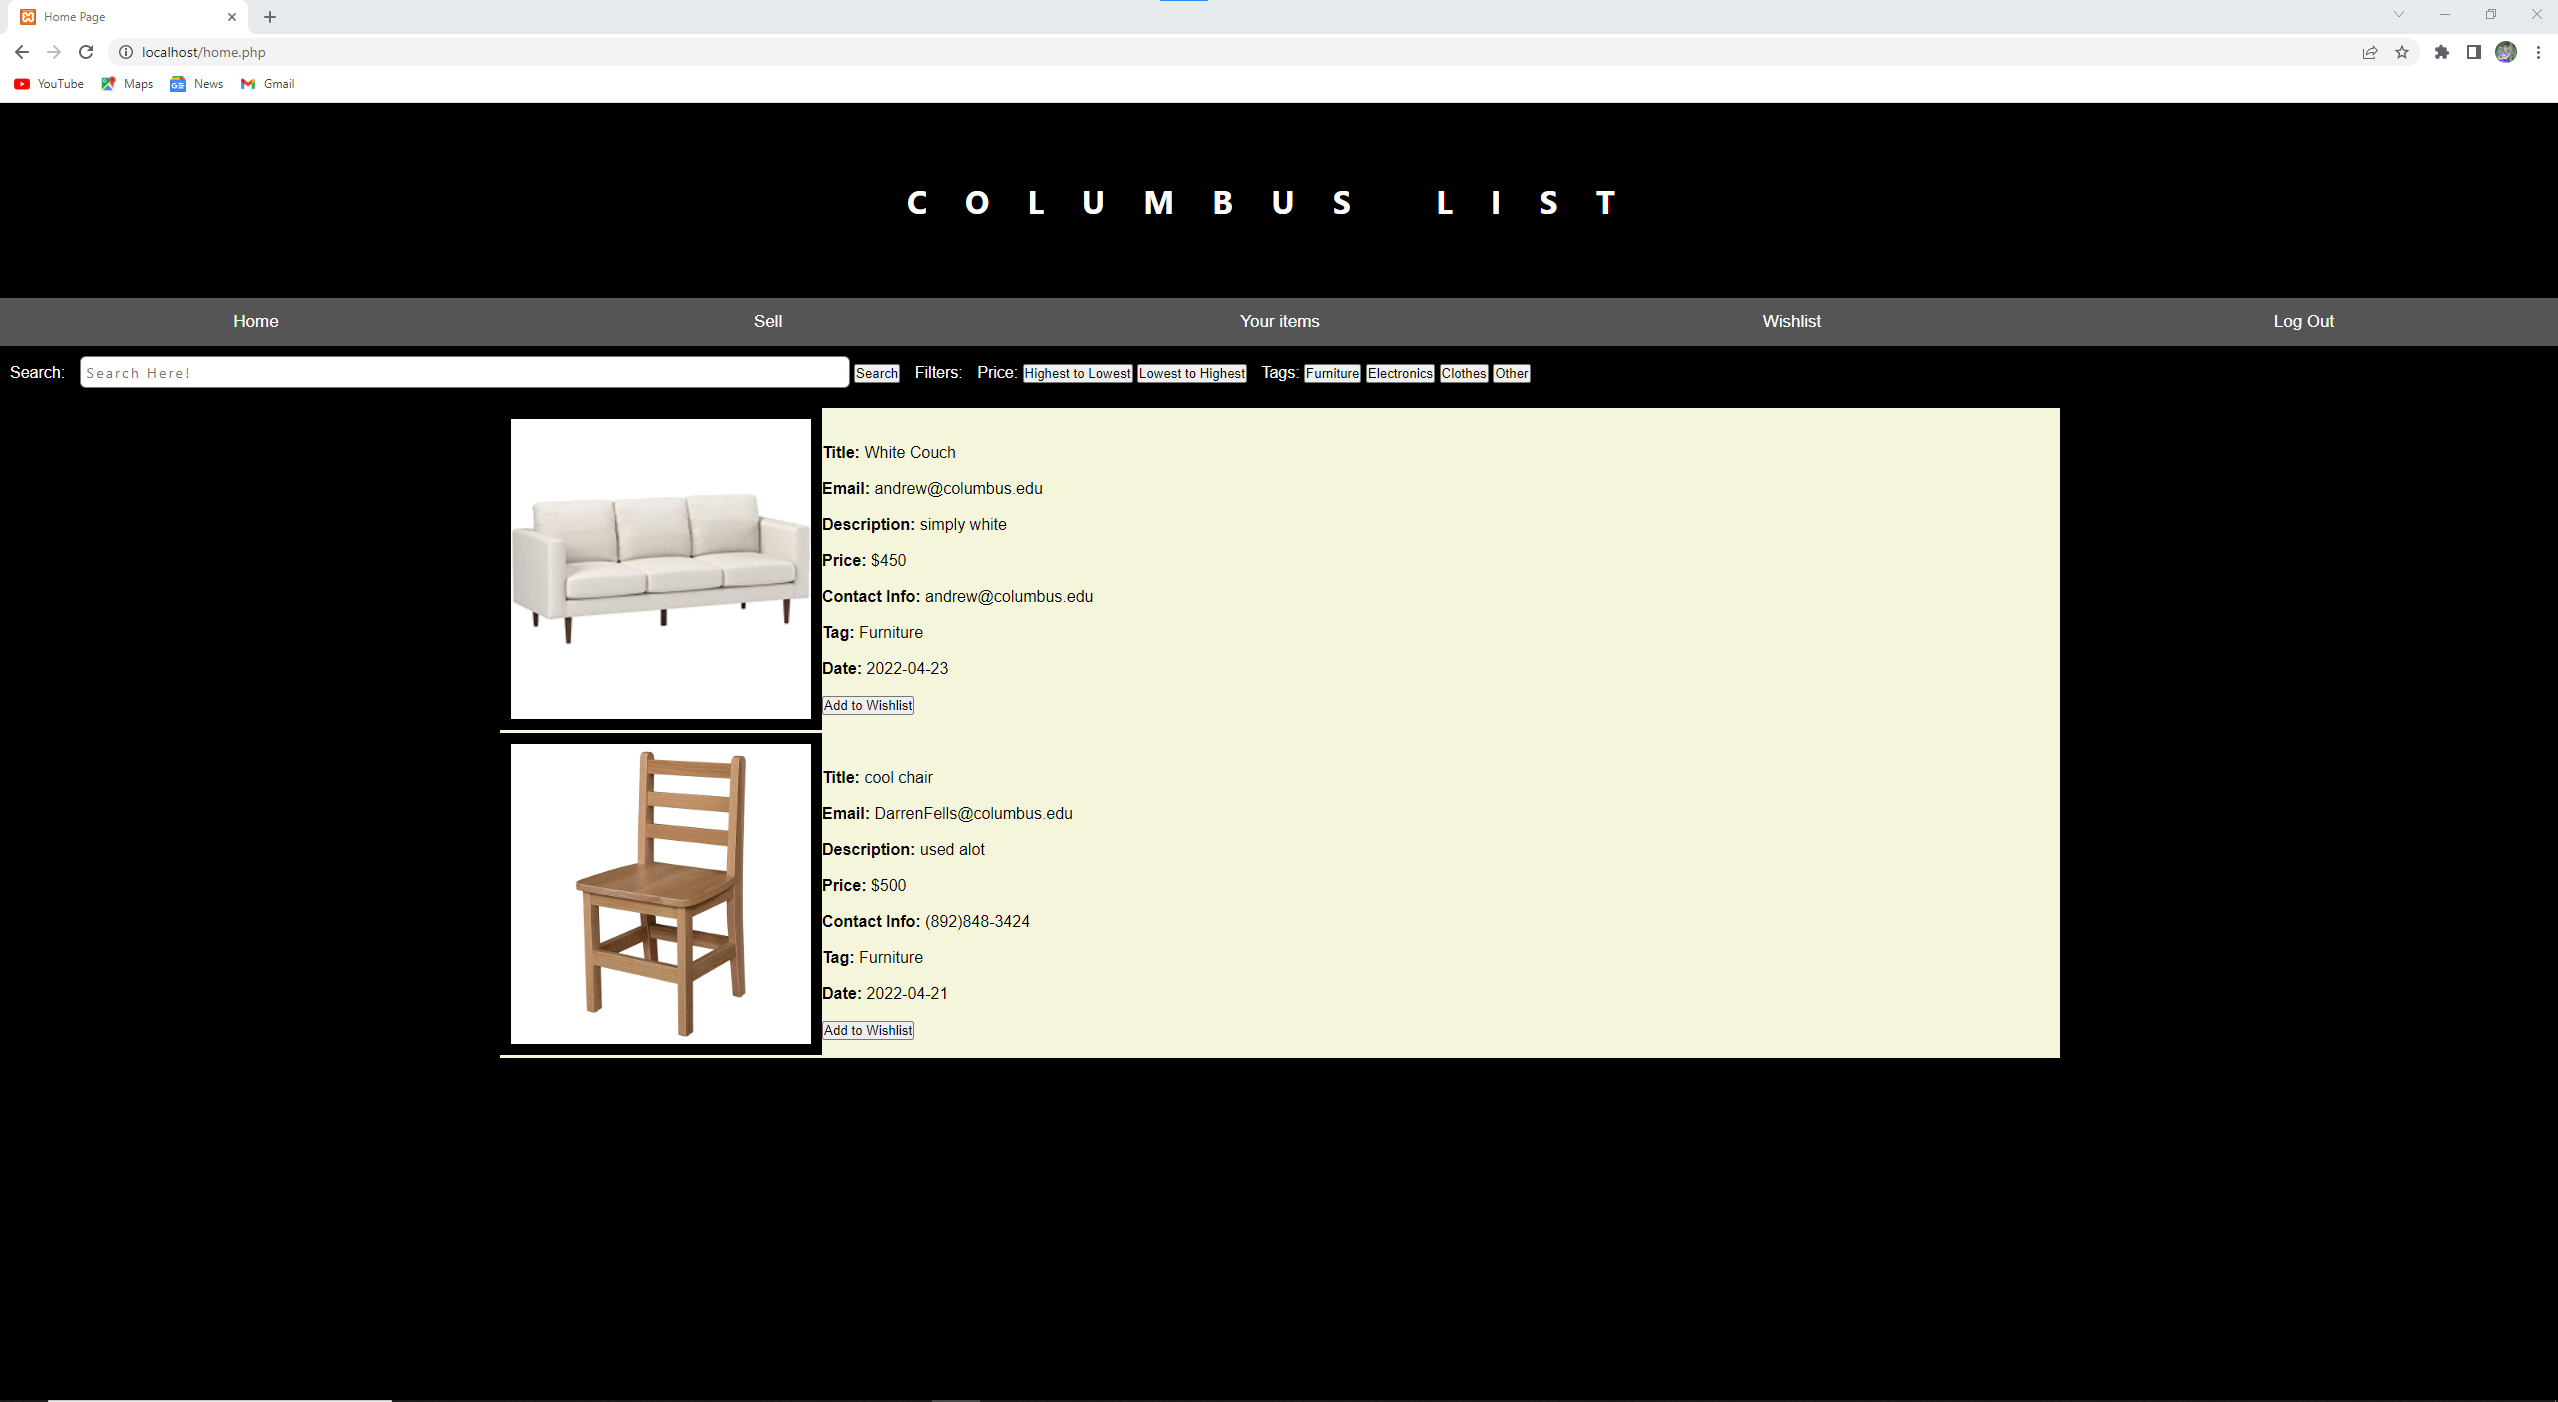 Home Page
localhost/home.php
YouTube Maps News Gmail
COLUMBUS LIST
Home Sell Your items Wishlist Log Out
Search: Search Here! Search Filters: Price: Highest to Lowest Lowest to Highest Tags: Furniture Electronics Clothes Other
Title: White Couch
Email: andrew@columbus.edu
Description: simply white
Price: $450
Contact Info: andrew@columbus.edu
Tag: Furniture
Date: 2022-04-23
Add to Wishlist
Title: cool chair
Email: DarrenFells@columbus.edu
Description: used alot
Price: $500
Contact Info: (892)848-3424
Tag: Furniture
Date: 2022-04-21
Add to Wishlist